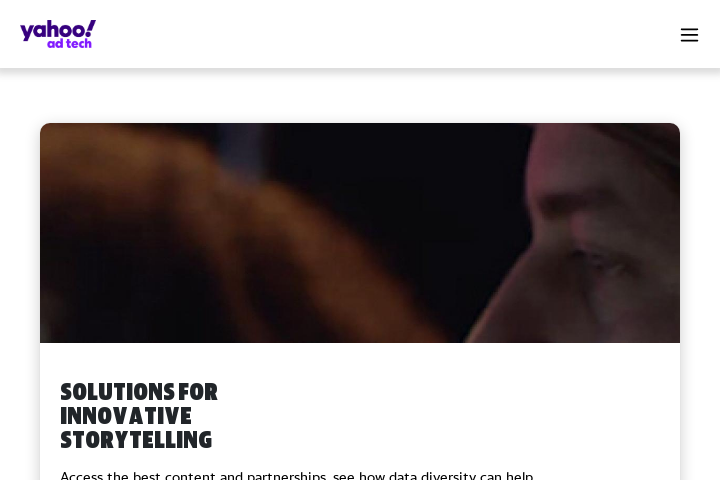 yahoo!
ad tech
SOLUTIONS FOR
INNOVATIVE
STORYTELLING
Access the best content and partnerships, see how data diversity can help